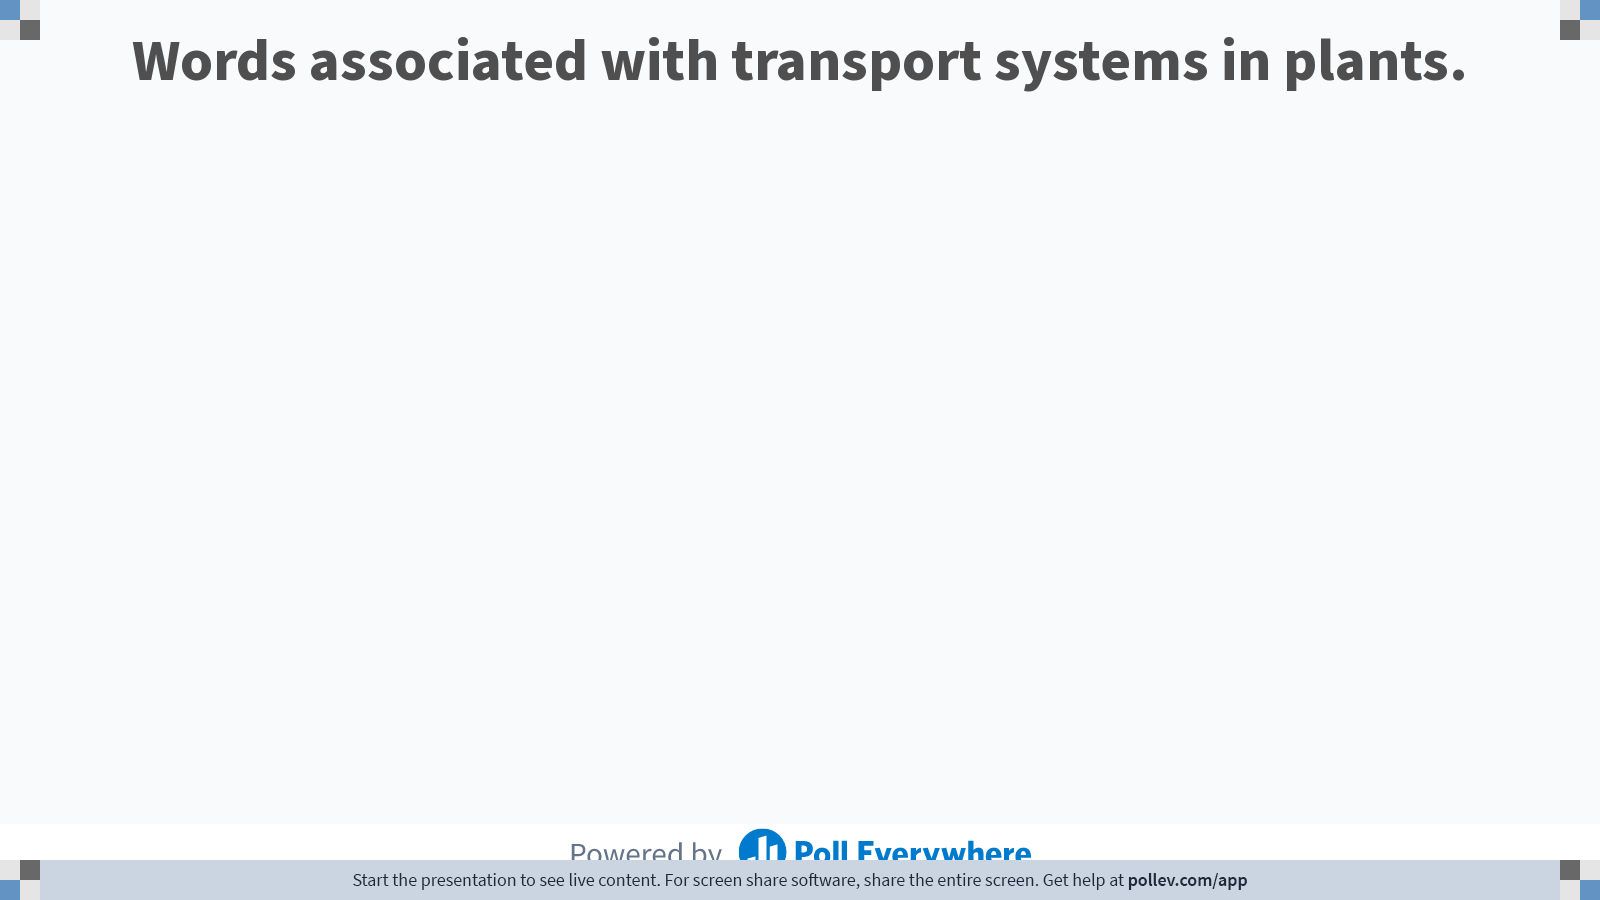 Words associated with transport systems in plants.
Powered by Poll Everywhere
Start the presentation to see live content. For screen share software, share the entire screen. Get help at pollev.com/app